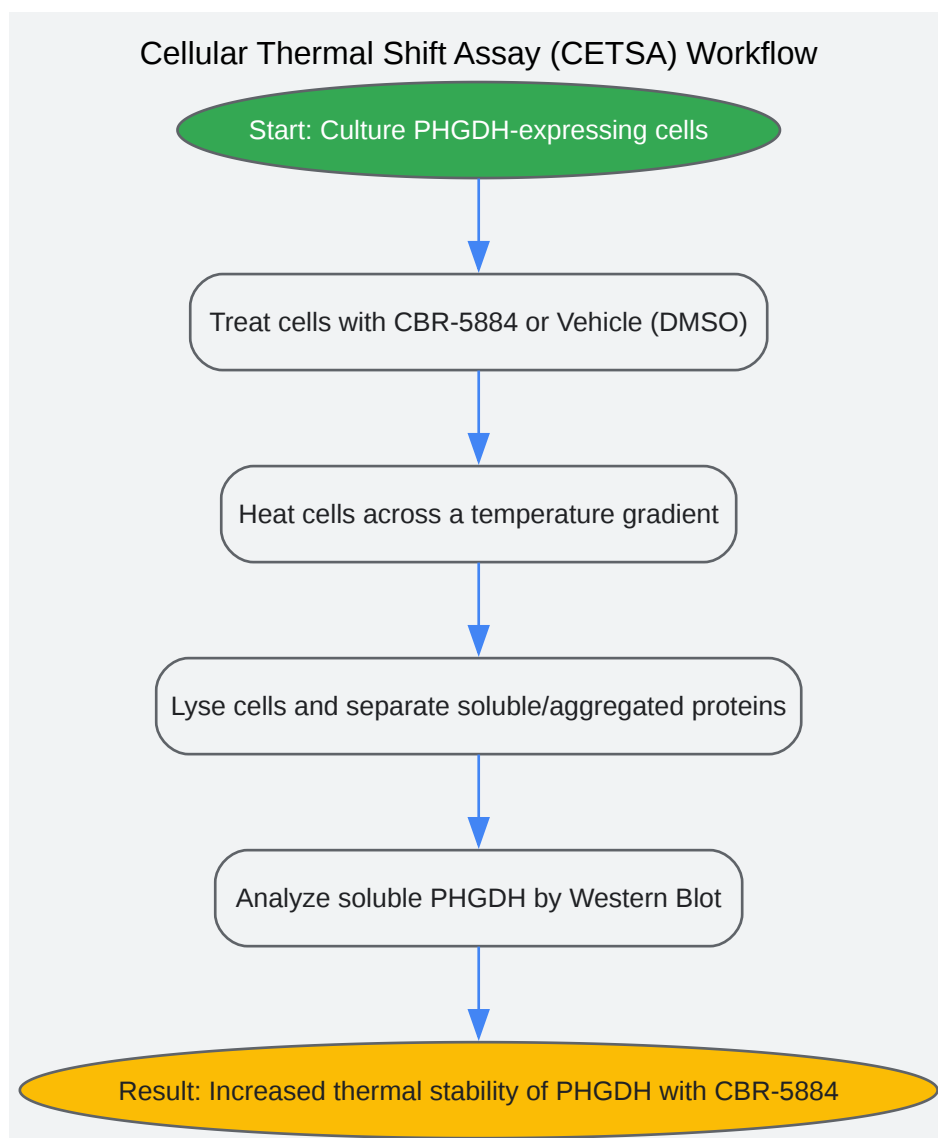 Cellular Thermal Shift Assay (CETSA) Workflow
Start: Culture PHGDH-expressing cells
Treat cells with CBR-5884 or Vehicle (DMSO)
Heat cells across a temperature gradient
Lyse cells and separate soluble/aggregated proteins
Analyze soluble PHGDH by Western Blot
Result: Increased thermal stability of PHGDH with CBR-5884